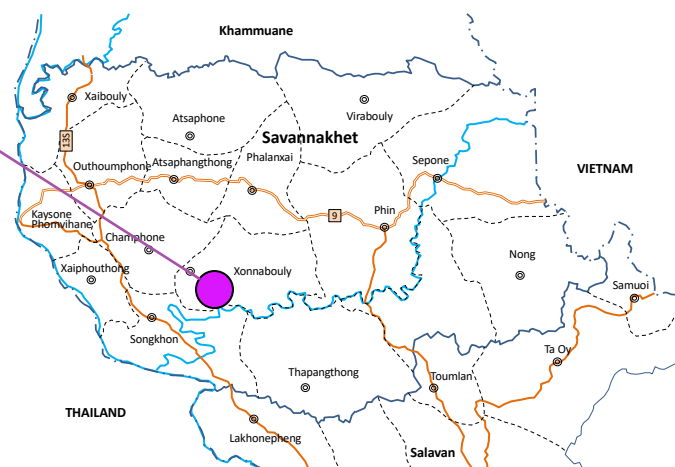 Khammuane
Xaibouly
Virabouly
Atsaphone
Savannakhet
13S
Outhoumphone
Atsaphangthong
Phalanxai
Sepone
VIETNAM
Kaysone
Phomvihane
9
Phin
Champhone
Xaiphouthong
Xonnabouly
Nong
Samuoi
Songkhon
Ta Oy
Thapangthong
Toumlan
THAILAND
Lakhonepheng
Salavan